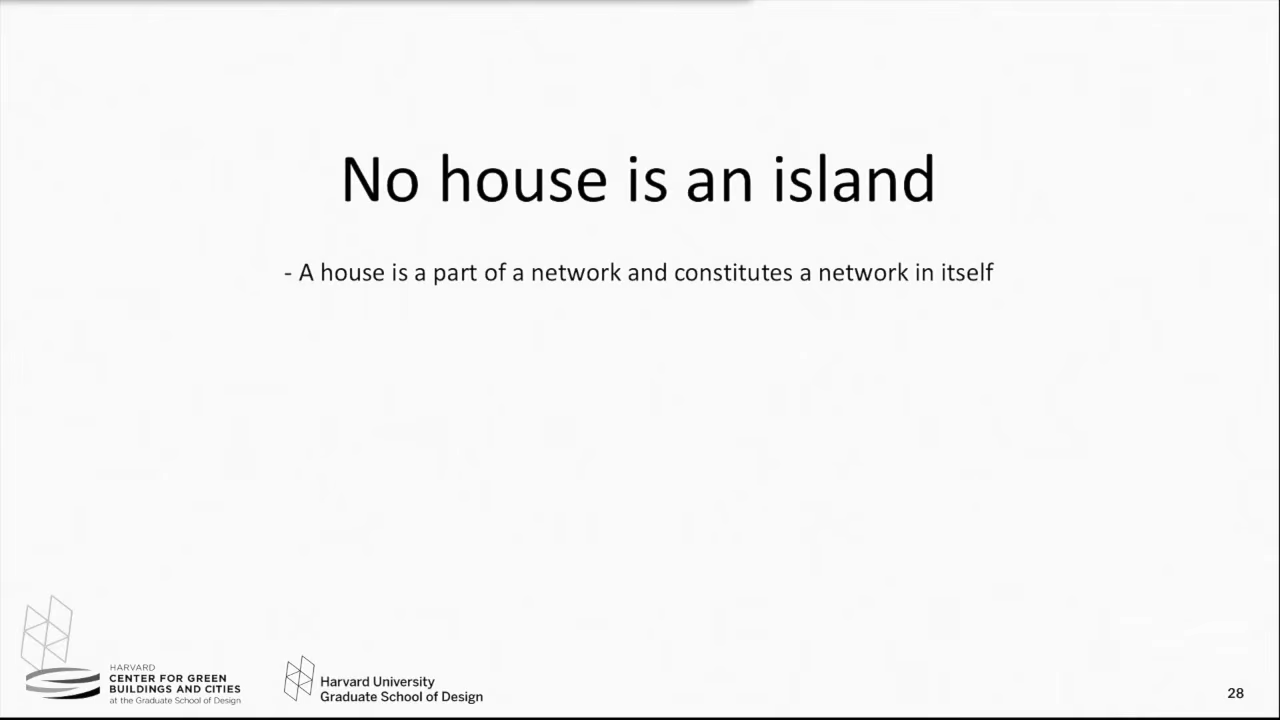 No house is an island
- A house is a part of a network and constitutes a network in itself
HARVARD
CENTER FOR GREEN
BUILDINGS AND CITIES
at the Graduate School of Design
Harvard University
Graduate School of Design
28